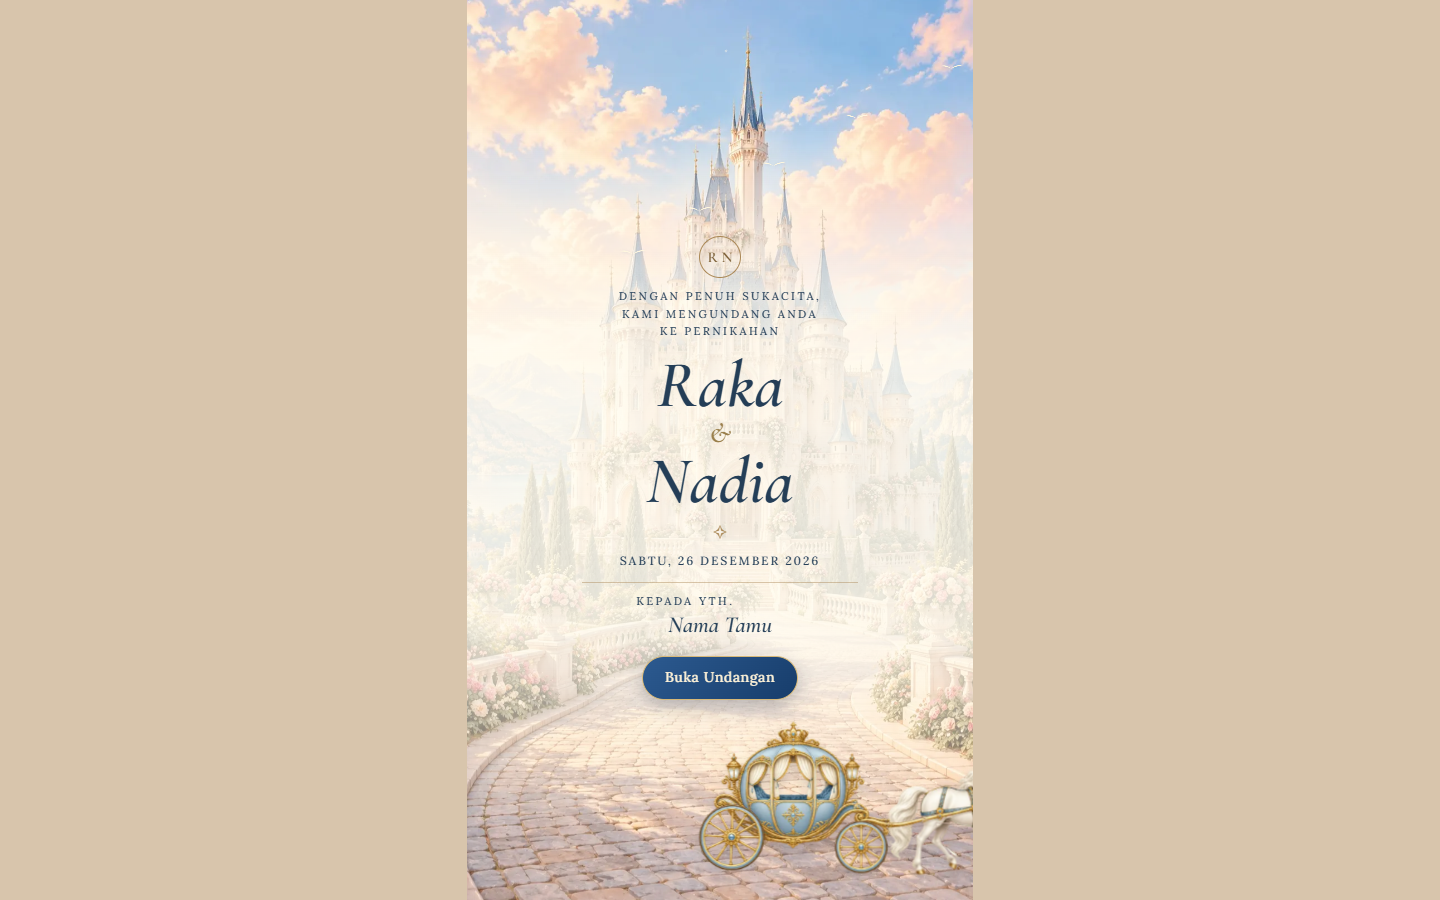 R N
DENGAN PENUH SUKACITA,
KAMI MENGUNDANG ANDA
KE PERNIKAHAN
Raka
&
Nadia
SABTU, 26 DESEMBER 2026
KEPADA YTH.
Nama Tamu
Buka Undangan